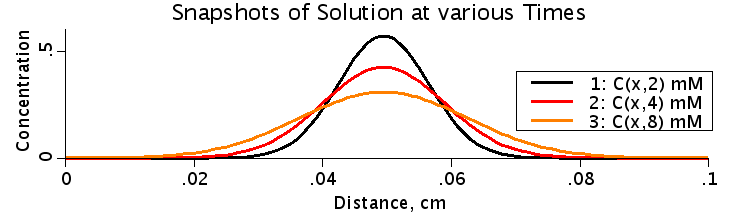 Snapshots of Solution at various Times
Concentration
.5
0
1: C(x,2) mM
2: C(x,4) mM
3: C(x,8) mM
0 .02 .04 .06 .08 .1
Distance, cm